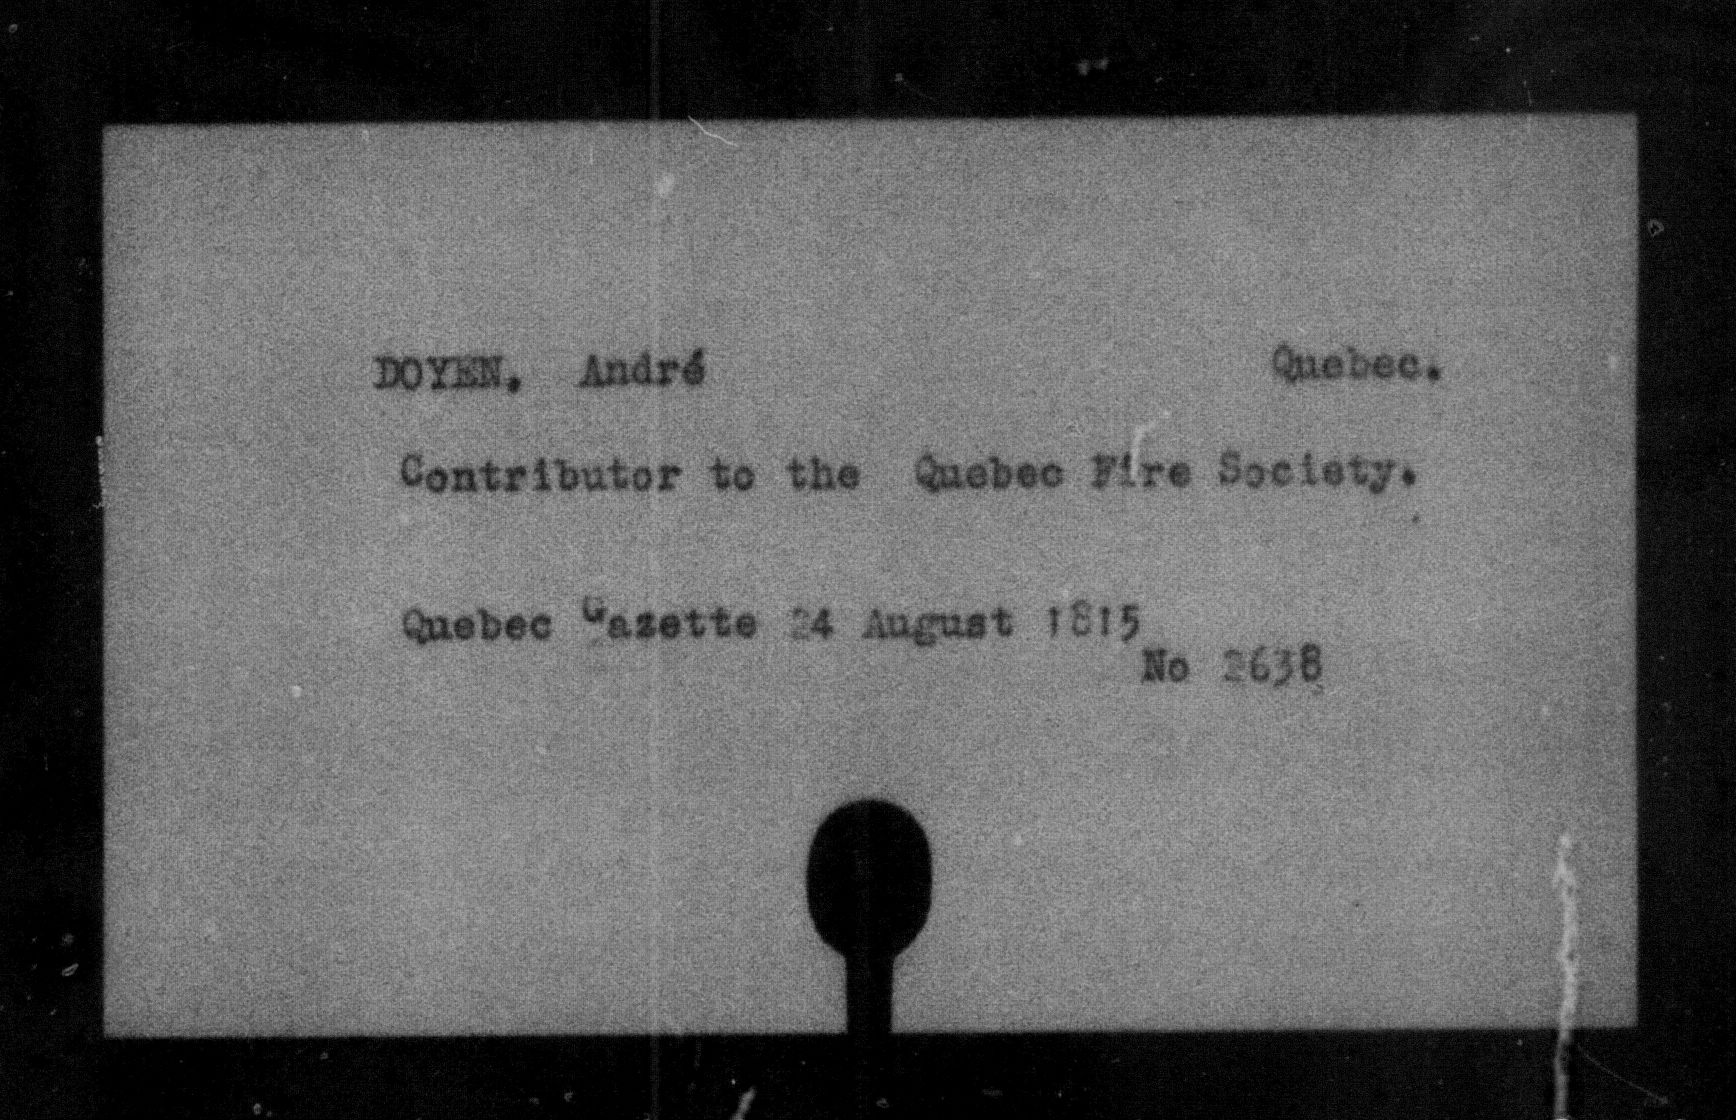 DOYEN. André Quebec.
Contributor to the Quebec Fire Society.
Quebec Gazette 24 August 1815
No 2638